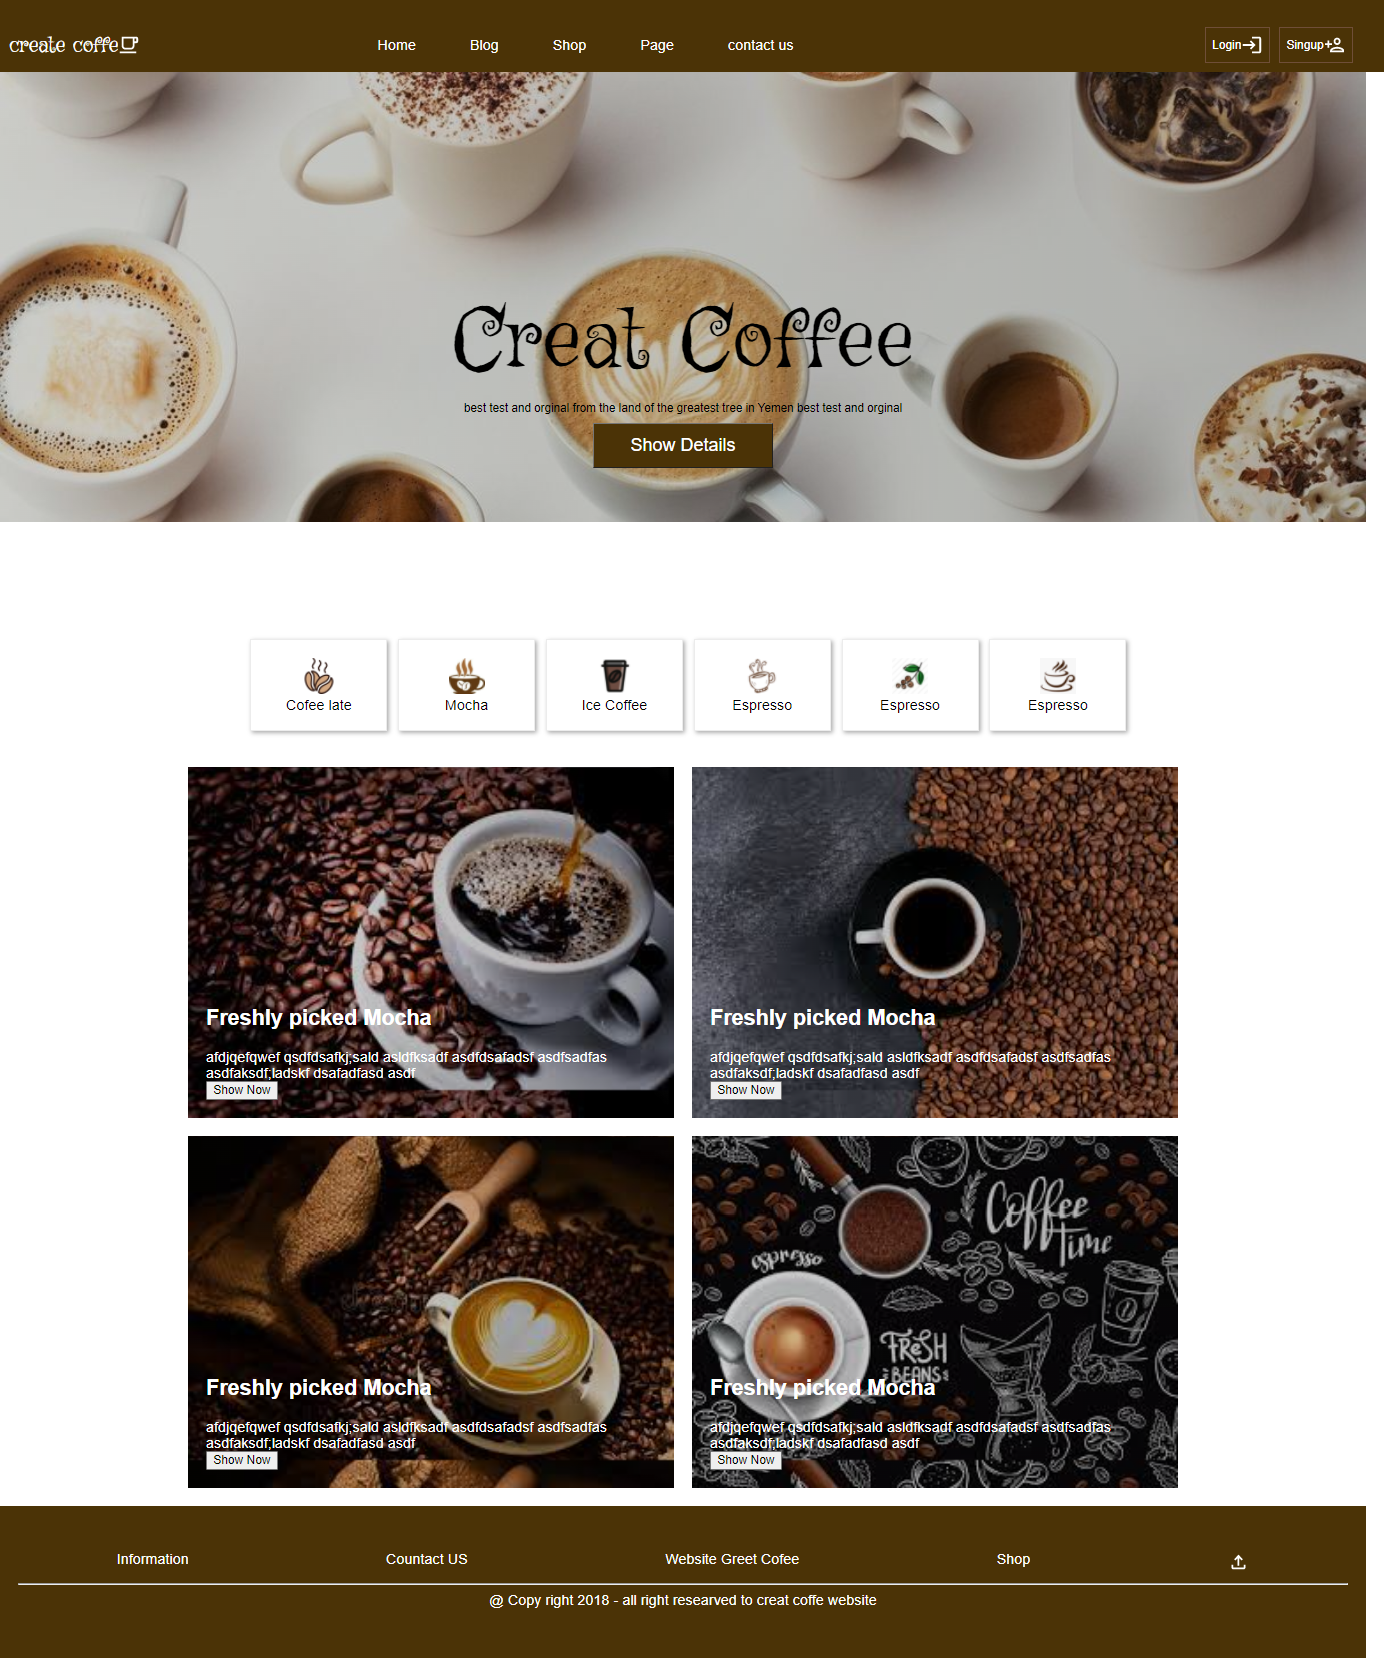 create coffe
Home Blog Shop Page contact us
Login Singup
Creat Coffee
best test and orginal from the land of the greatest tree in Yemen best test and orginal
Show Details
Cofee late
Mocha
Ice Coffee
Espresso
Espresso
Espresso
Freshly picked Mocha
afdjqefqwef qsdfdsafkj;sald asldfksadf asdfdsafadsf asdfsadfas
asdfaksdf;ladskf dsafadfasd asdf
Show Now
Freshly picked Mocha
afdjqefqwef qsdfdsafkj;sald asldfksadf asdfdsafadsf asdfsadfas
asdfaksdf;ladskf dsafadfasd asdf
Show Now
Freshly picked Mocha
afdjqefqwef qsdfdsafkj;sald asldfksadf asdfdsafadsf asdfsadfas
asdfaksdf;ladskf dsafadfasd asdf
Show Now
Coffee
time
espresso
FReSH
BEANS
Freshly picked Mocha
afdjqefqwef qsdfdsafkj;sald asldfksadf asdfdsafadsf asdfsadfas
asdfaksdf;ladskf dsafadfasd asdf
Show Now
Information Countact US Website Greet Cofee Shop
@ Copy right 2018 - all right researved to creat coffe website